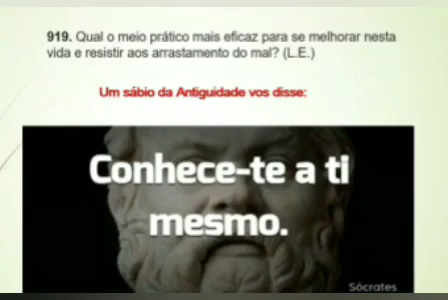 919. Qual o meio prático mais eficaz para se melhorar nesta
vida e resistir aos arrastamento do mal? (L.E.)
Um sábio da Antiguidade vos disse:
Conhece-te a ti
mesmo.
Sócrates